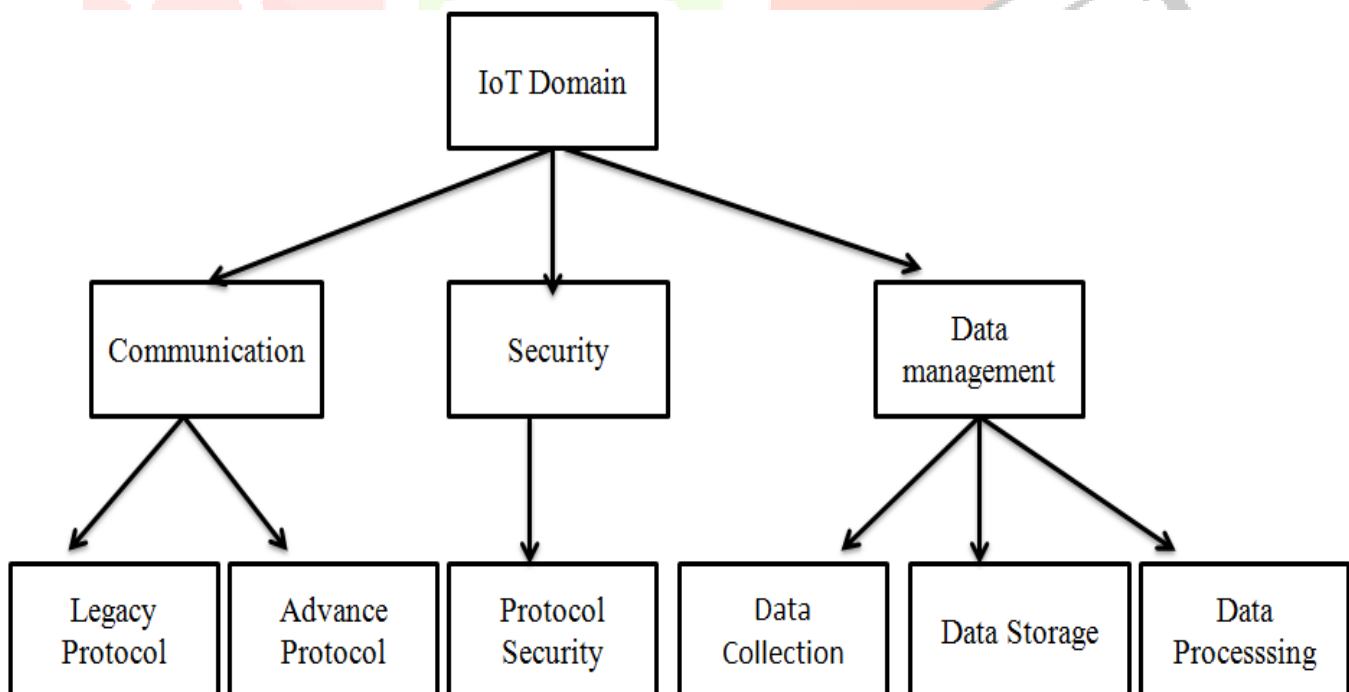 IoT Domain
Communication
Security
Data
management
Legacy
Protocol
Advance
Protocol
Protocol
Security
Data
Collection
Data Storage
Data
Processsing